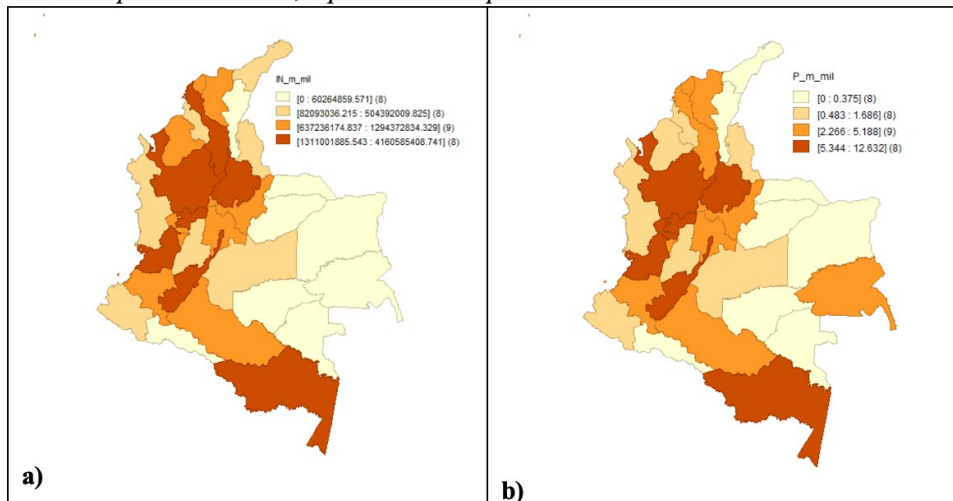 IN_m_mil
[0 : 60264859.571] (8)
[82093036.215 : 504392009.825] (8)
[637236174.837 : 1294372834.329] (9)
[1311001885.543 : 4160585408.741] (8)
a)
P_m_mil
[0 : 0.375] (8)
[0.483 : 1.686] (8)
[2.266 : 5.188] (9)
[5.344 : 12.632] (8)
b)